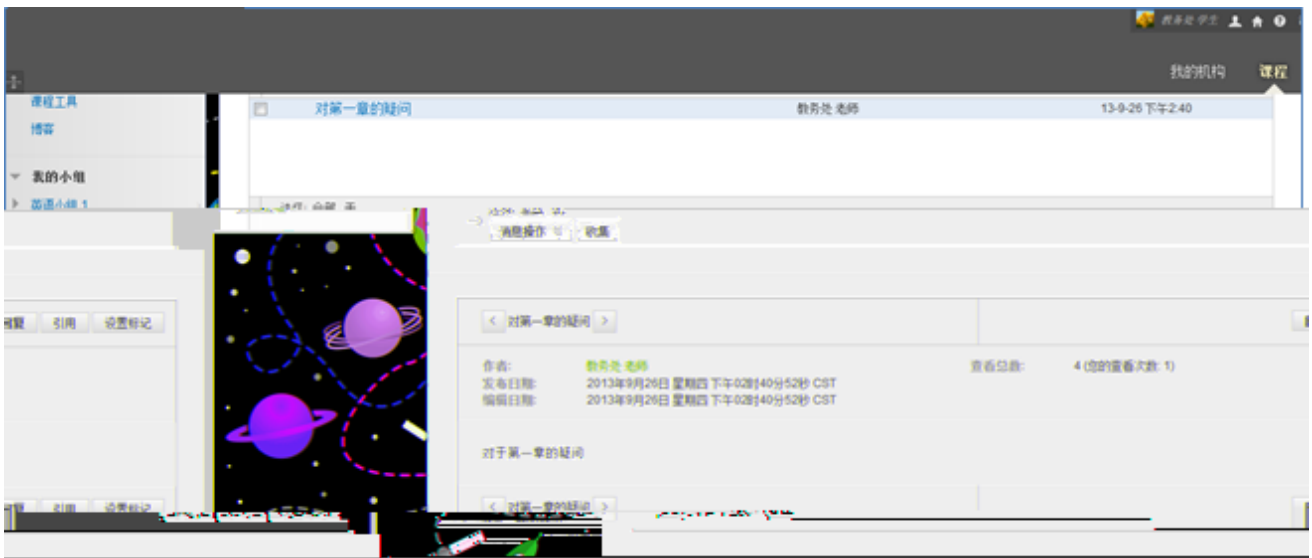 教务处 学生
我的机构 课程
课程工具
对第一章的疑问 教务处 老师 13-9-26 下午2:40
博客
我的小组
英语小组 1
消息操作 收集
引用 设置标记
对第一章的疑问
作者: 教务处 老师 查看总数: 4 (您的查看次数: 1)
发布日期: 2013年9月26日 星期四 下午02时40分52秒 CST
编辑日期: 2013年9月26日 星期四 下午02时40分52秒 CST
对于第一章的疑问
引用 设置标记
对第一章的疑问